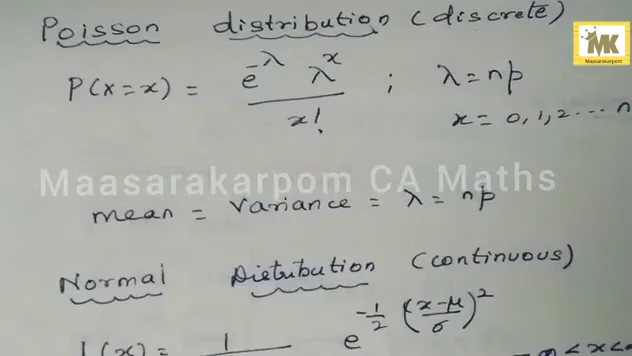 Poisson distribution (discrete)
MK
Maasarakarpom
P(X=x) = e^-λ λ^x / x! ; λ=np
x=0,1,2...n
Maasarakarpom CA Maths
mean = variance = λ = np
Normal Distribution (continuous)
f(x) = 1 e^-1/2 (x-μ/σ)^2
-∞<x<∞